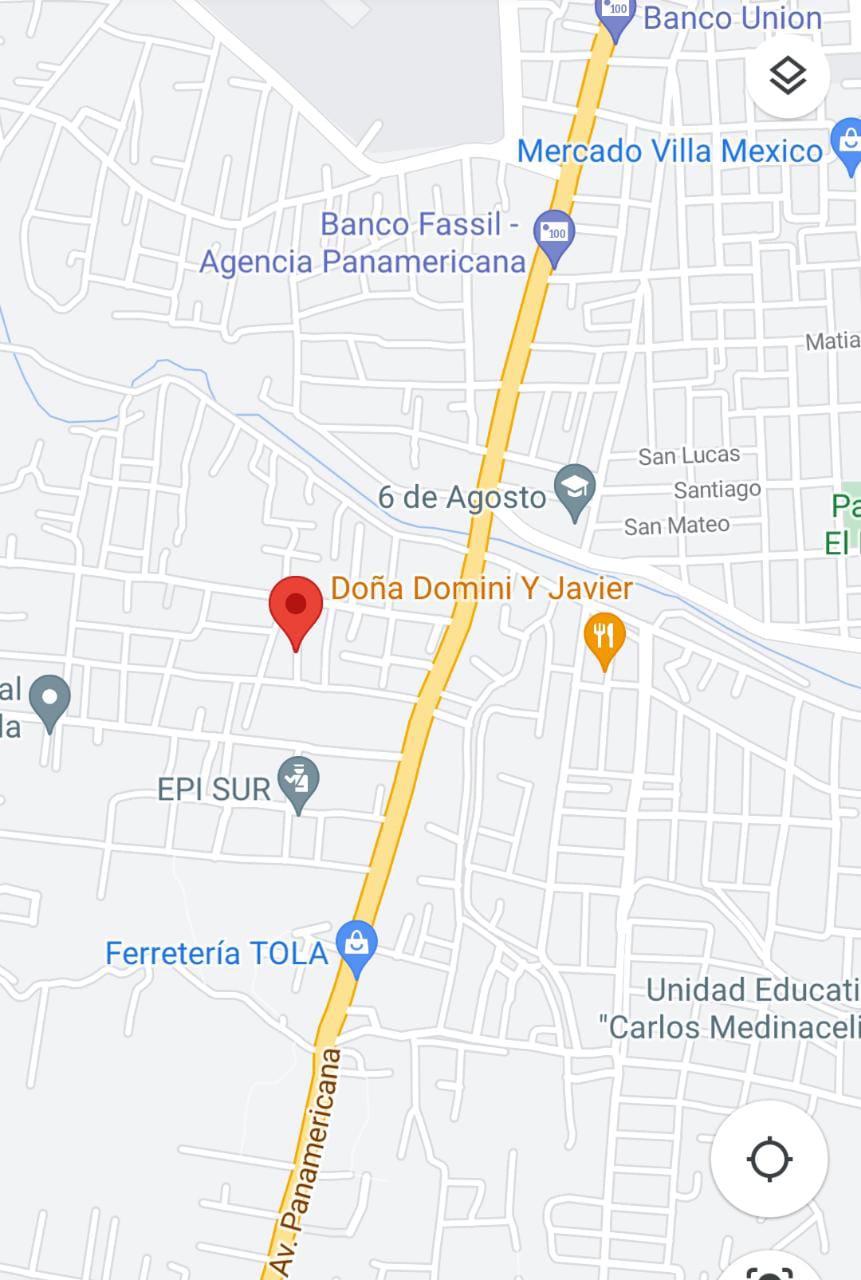 Banco Union
Mercado Villa Mexico
Banco Fassil -
Agencia Panamericana
Matia
San Lucas
Santiago
San Mateo
6 de Agosto
Pa
El
Doña Domini Y Javier
al
la
EPI SUR
Ferretería TOLA
Unidad Educati
"Carlos Medinaceli
Av. Panamericana